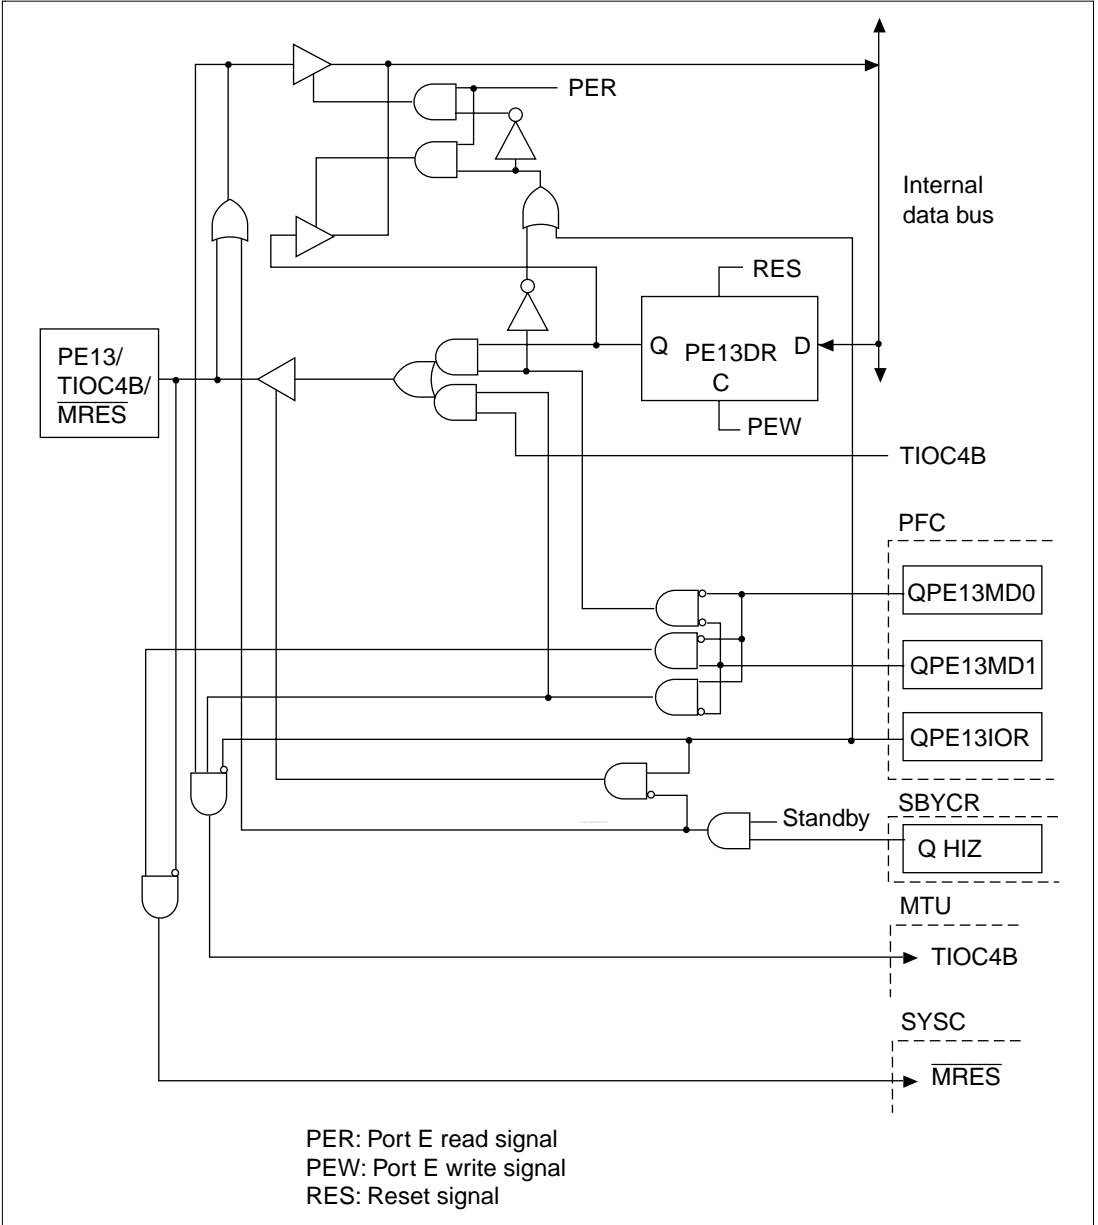 PER
Internal
data bus
RES
PE13/
TIOC4B/
MRES
Q PE13DR D
C
PEW
TIOC4B
PFC
QPE13MD0
QPE13MD1
QPE13IOR
SBYCR
Standby
Q HIZ
MTU
TIOC4B
SYSC
MRES
PER: Port E read signal
PEW: Port E write signal
RES: Reset signal